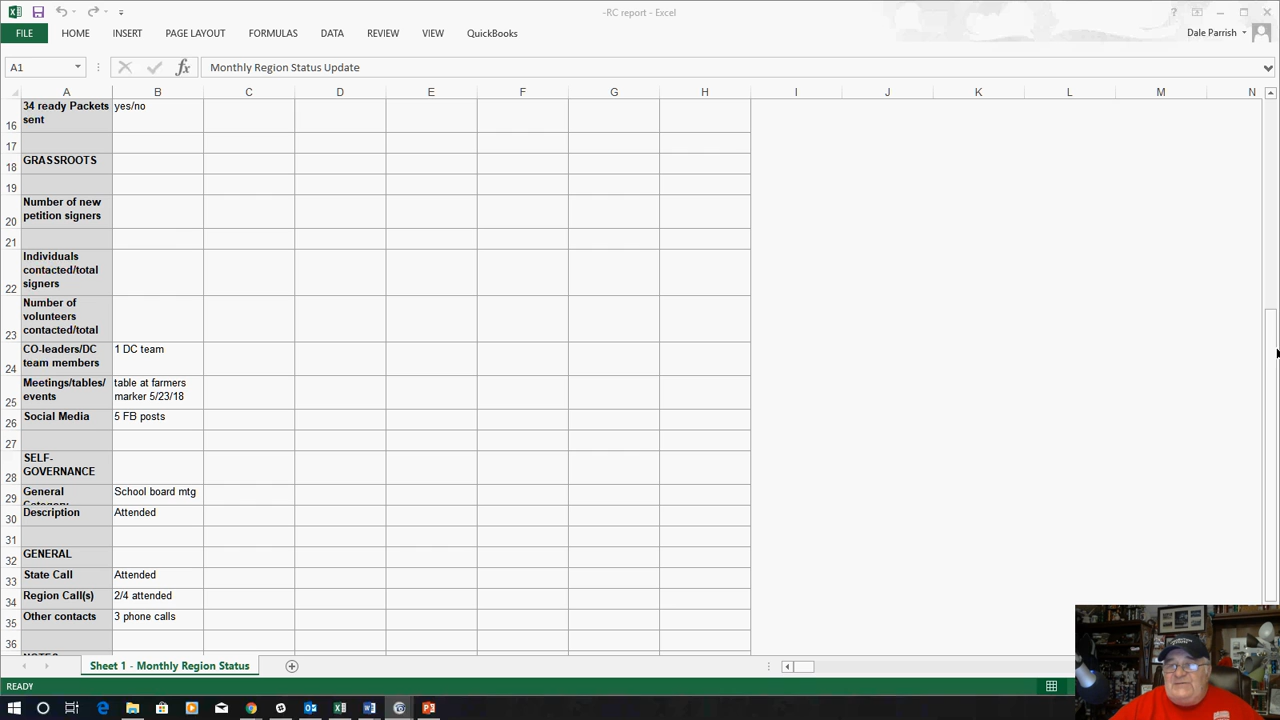 -RC report - Excel
?
FILE HOME INSERT PAGE LAYOUT FORMULAS DATA REVIEW VIEW QuickBooks
Dale Parrish
A1 fx Monthly Region Status Update
A B C D E F G H I J K L M N
34 ready Packets yes/no
16 sent
17
18 GRASSROOTS
19
Number of new
20 petition signers
21
Individuals
contacted/total
22 signers
Number of
volunteers
23 contacted/total
CO-leaders/DC 1 DC team
24 team members
Meetings/tables/ table at farmers
25 events marker 5/23/18
26 Social Media 5 FB posts
27
SELF-
28 GOVERNANCE
General School board mtg
29 Category
30 Description Attended
31
32 GENERAL
33 State Call Attended
34 Region Call(s) 2/4 attended
35 Other contacts 3 phone calls
36
NOTES
Sheet 1 - Monthly Region Status
READY